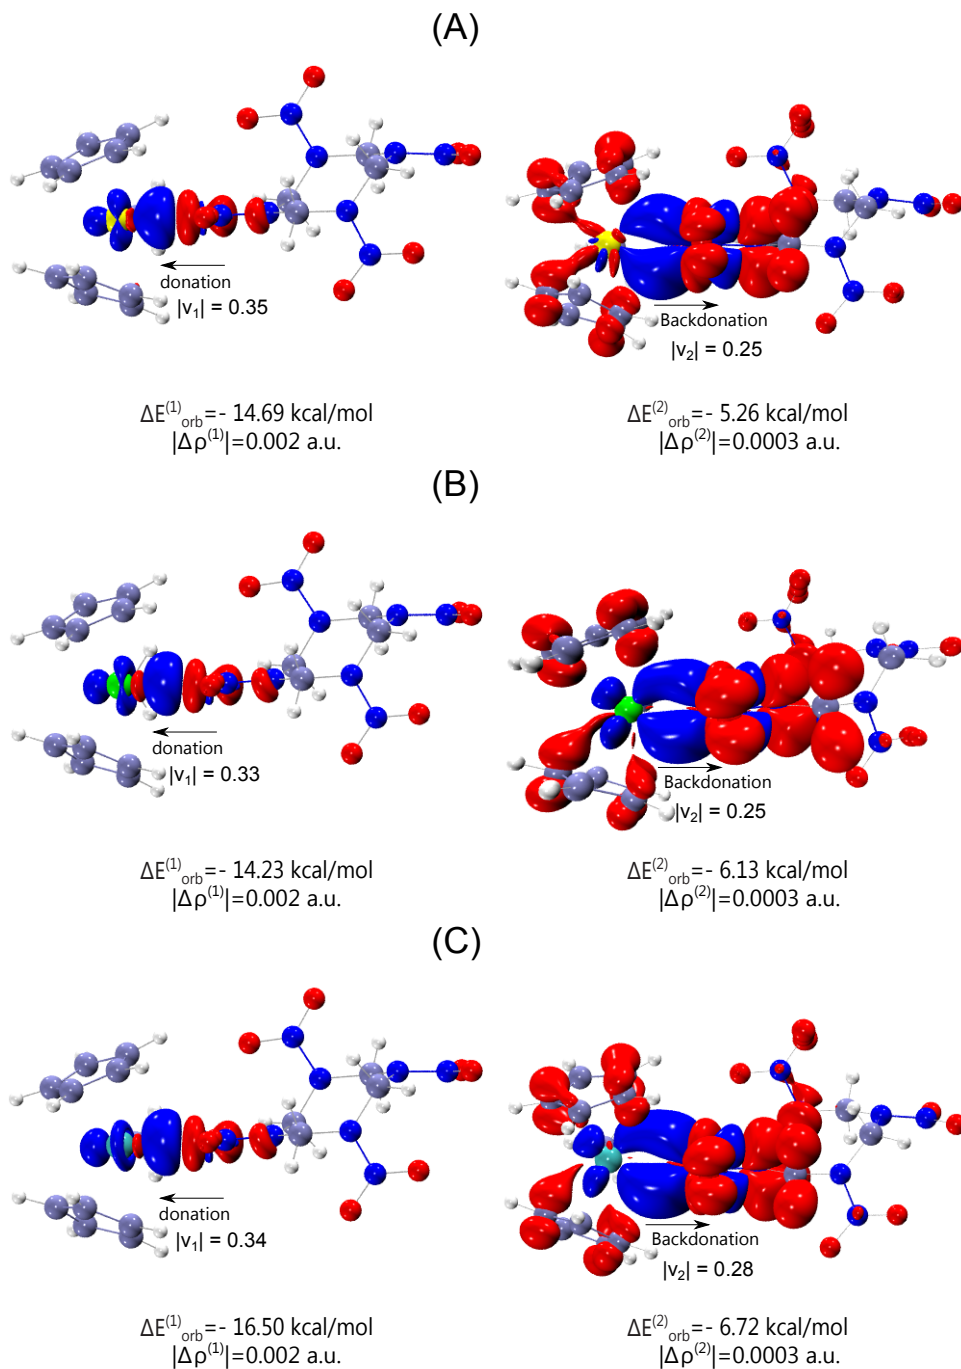 (A)
donation
|v₁| = 0.35
Backdonation
|v₂| = 0.25
ΔE⁽¹⁾orb=- 14.69 kcal/mol
|Δρ⁽¹⁾|=0.002 a.u.
ΔE⁽²⁾orb=- 5.26 kcal/mol
|Δρ⁽²⁾|=0.0003 a.u.
(B)
donation
|v₁| = 0.33
Backdonation
|v₂| = 0.25
ΔE⁽¹⁾orb=- 14.23 kcal/mol
|Δρ⁽¹⁾|=0.002 a.u.
ΔE⁽²⁾orb=- 6.13 kcal/mol
|Δρ⁽²⁾|=0.0003 a.u.
(C)
donation
|v₁| = 0.34
Backdonation
|v₂| = 0.28
ΔE⁽¹⁾orb=- 16.50 kcal/mol
|Δρ⁽¹⁾|=0.002 a.u.
ΔE⁽²⁾orb=- 6.72 kcal/mol
|Δρ⁽²⁾|=0.0003 a.u.